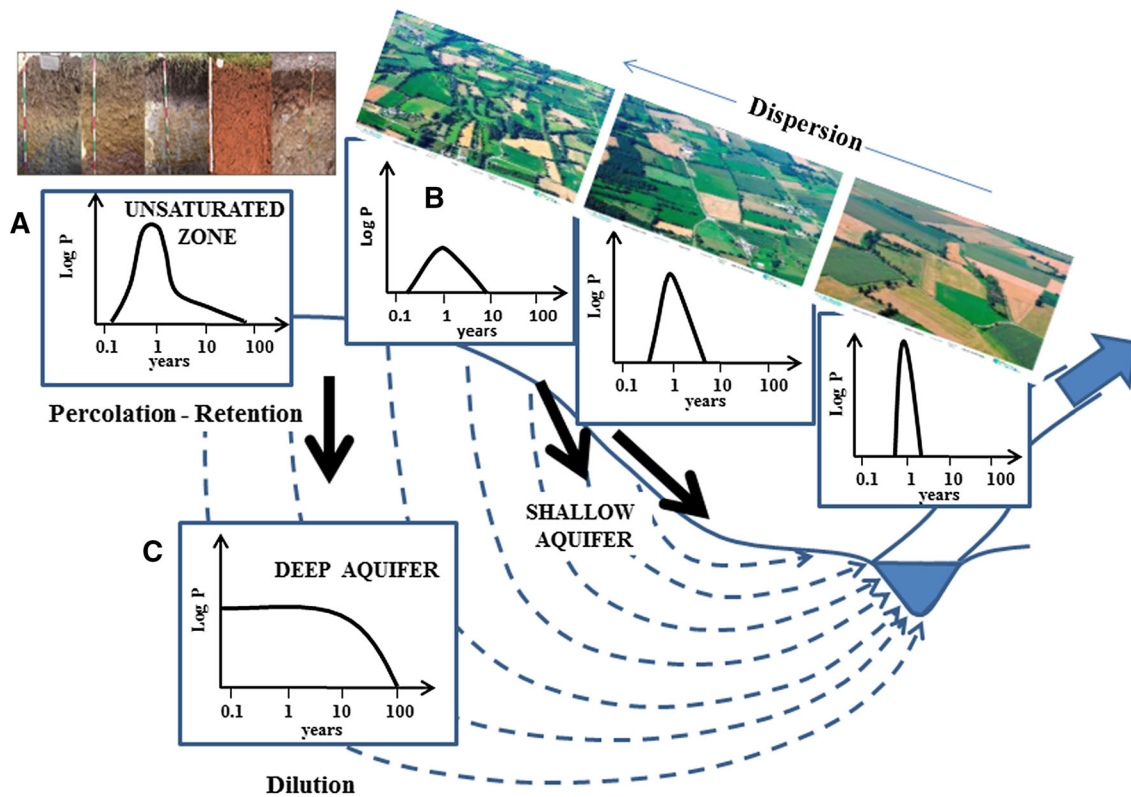 Dispersion
A
UNSATURATED
ZONE
Log P
0.1 1 10 100
years
Percolation - Retention
B
Log P
0.1 1 10 100
years
Log P
0.1 1 10 100
years
Log P
0.1 1 10 100
years
SHALLOW
AQUIFER
C
DEEP AQUIFER
Log P
0.1 1 10 100
years
Dilution